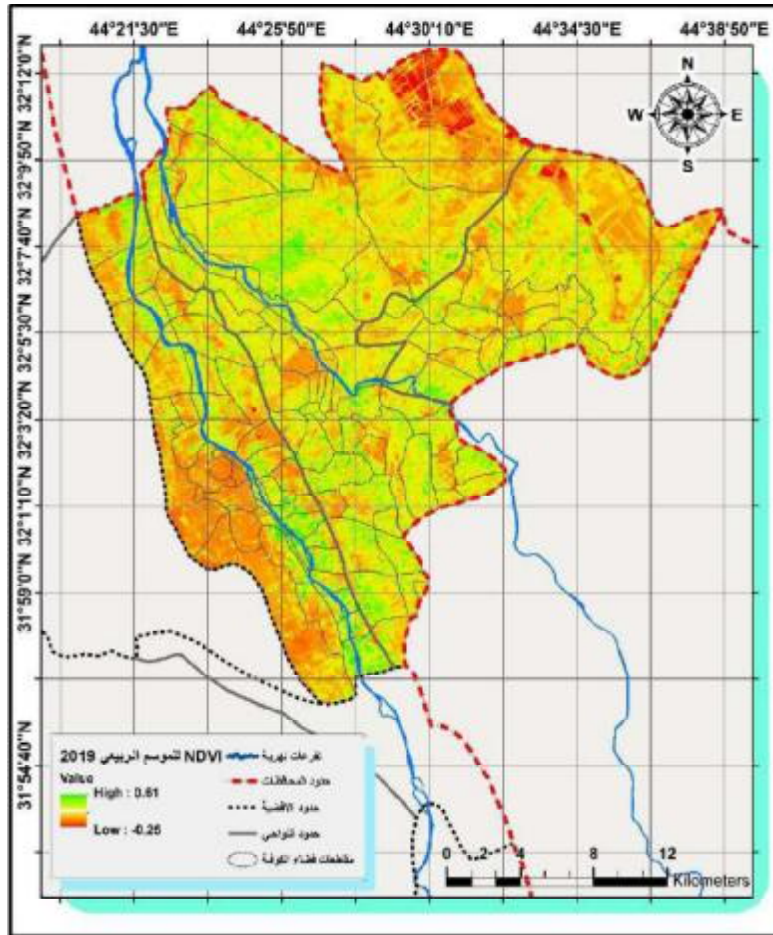 44°21'30"E 44°25'50"E 44°30'10"E 44°34'30"E 44°38'50"E
32°12'0"N
32°9'50"N
32°7'40"N
32°5'30"N
32°3'20"N
32°1'10"N
31°59'0"N
31°54'40"N
N
W E
S
NDVI للموسم الربيعي 2019
Value
High : 0.61
Low : -0.25
تفرعات نهرية
حدود المحافظات
حدود الاقضية
حدود النواحي
مقاطعات قضاء الكوفة
0 2 4 8 12
Kilometers